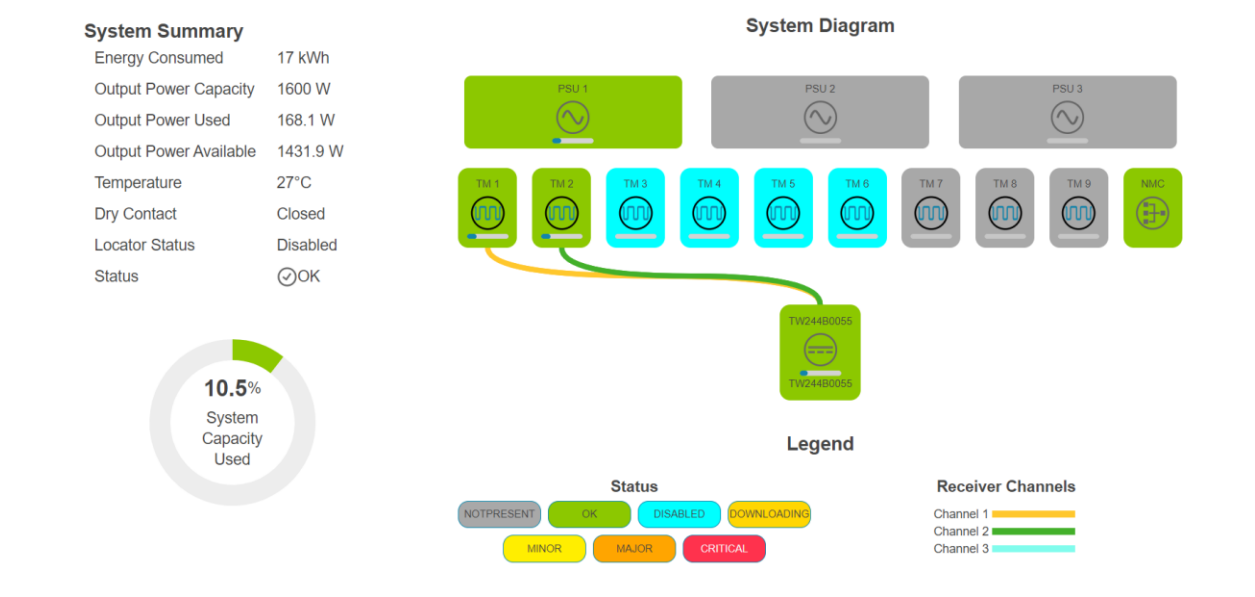 System Summary
Energy Consumed 17 kWh
Output Power Capacity 1600 W
Output Power Used 168.1 W
Output Power Available 1431.9 W
Temperature 27°C
Dry Contact Closed
Locator Status Disabled
Status OK
10.5%
System
Capacity
Used
System Diagram
PSU 1 PSU 2 PSU 3
TM 1 TM 2 TM 3 TM 4 TM 5 TM 6 TM 7 TM 8 TM 9 NMC
TW244B0055
TW244B0055
Legend
Status
NOTPRESENT OK DISABLED DOWNLOADING
MINOR MAJOR CRITICAL
Receiver Channels
Channel 1
Channel 2
Channel 3